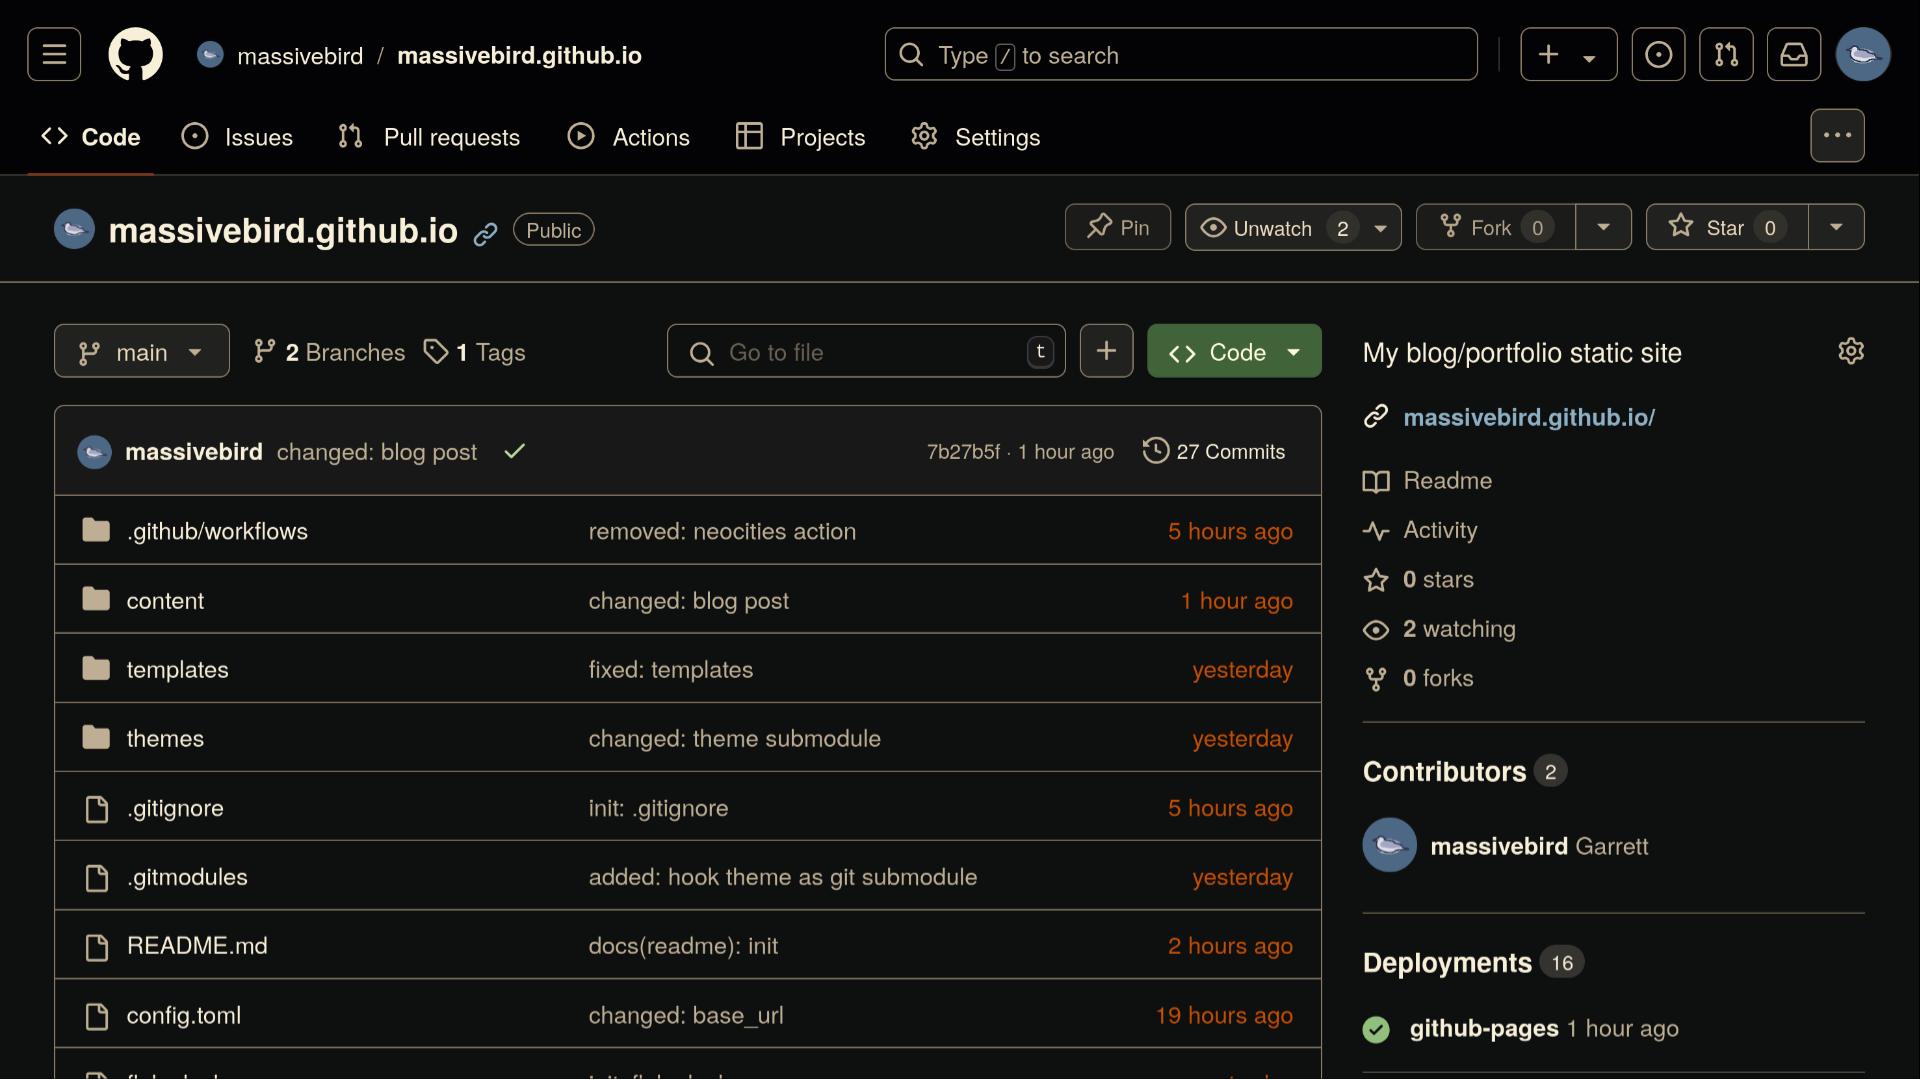 massivebird / massivebird.github.io
Type / to search
Code Issues Pull requests Actions Projects Settings
massivebird.github.io Public
Pin Unwatch 2 Fork 0 Star 0
main 2 Branches 1 Tags Go to file t Code
massivebird changed: blog post 7b27b5f · 1 hour ago 27 Commits
.github/workflows removed: neocities action 5 hours ago
content changed: blog post 1 hour ago
templates fixed: templates yesterday
themes changed: theme submodule yesterday
.gitignore init: .gitignore 5 hours ago
.gitmodules added: hook theme as git submodule yesterday
README.md docs(readme): init 2 hours ago
config.toml changed: base_url 19 hours ago
My blog/portfolio static site
massivebird.github.io/
Readme
Activity
0 stars
2 watching
0 forks
Contributors 2
massivebird Garrett
Deployments 16
github-pages 1 hour ago